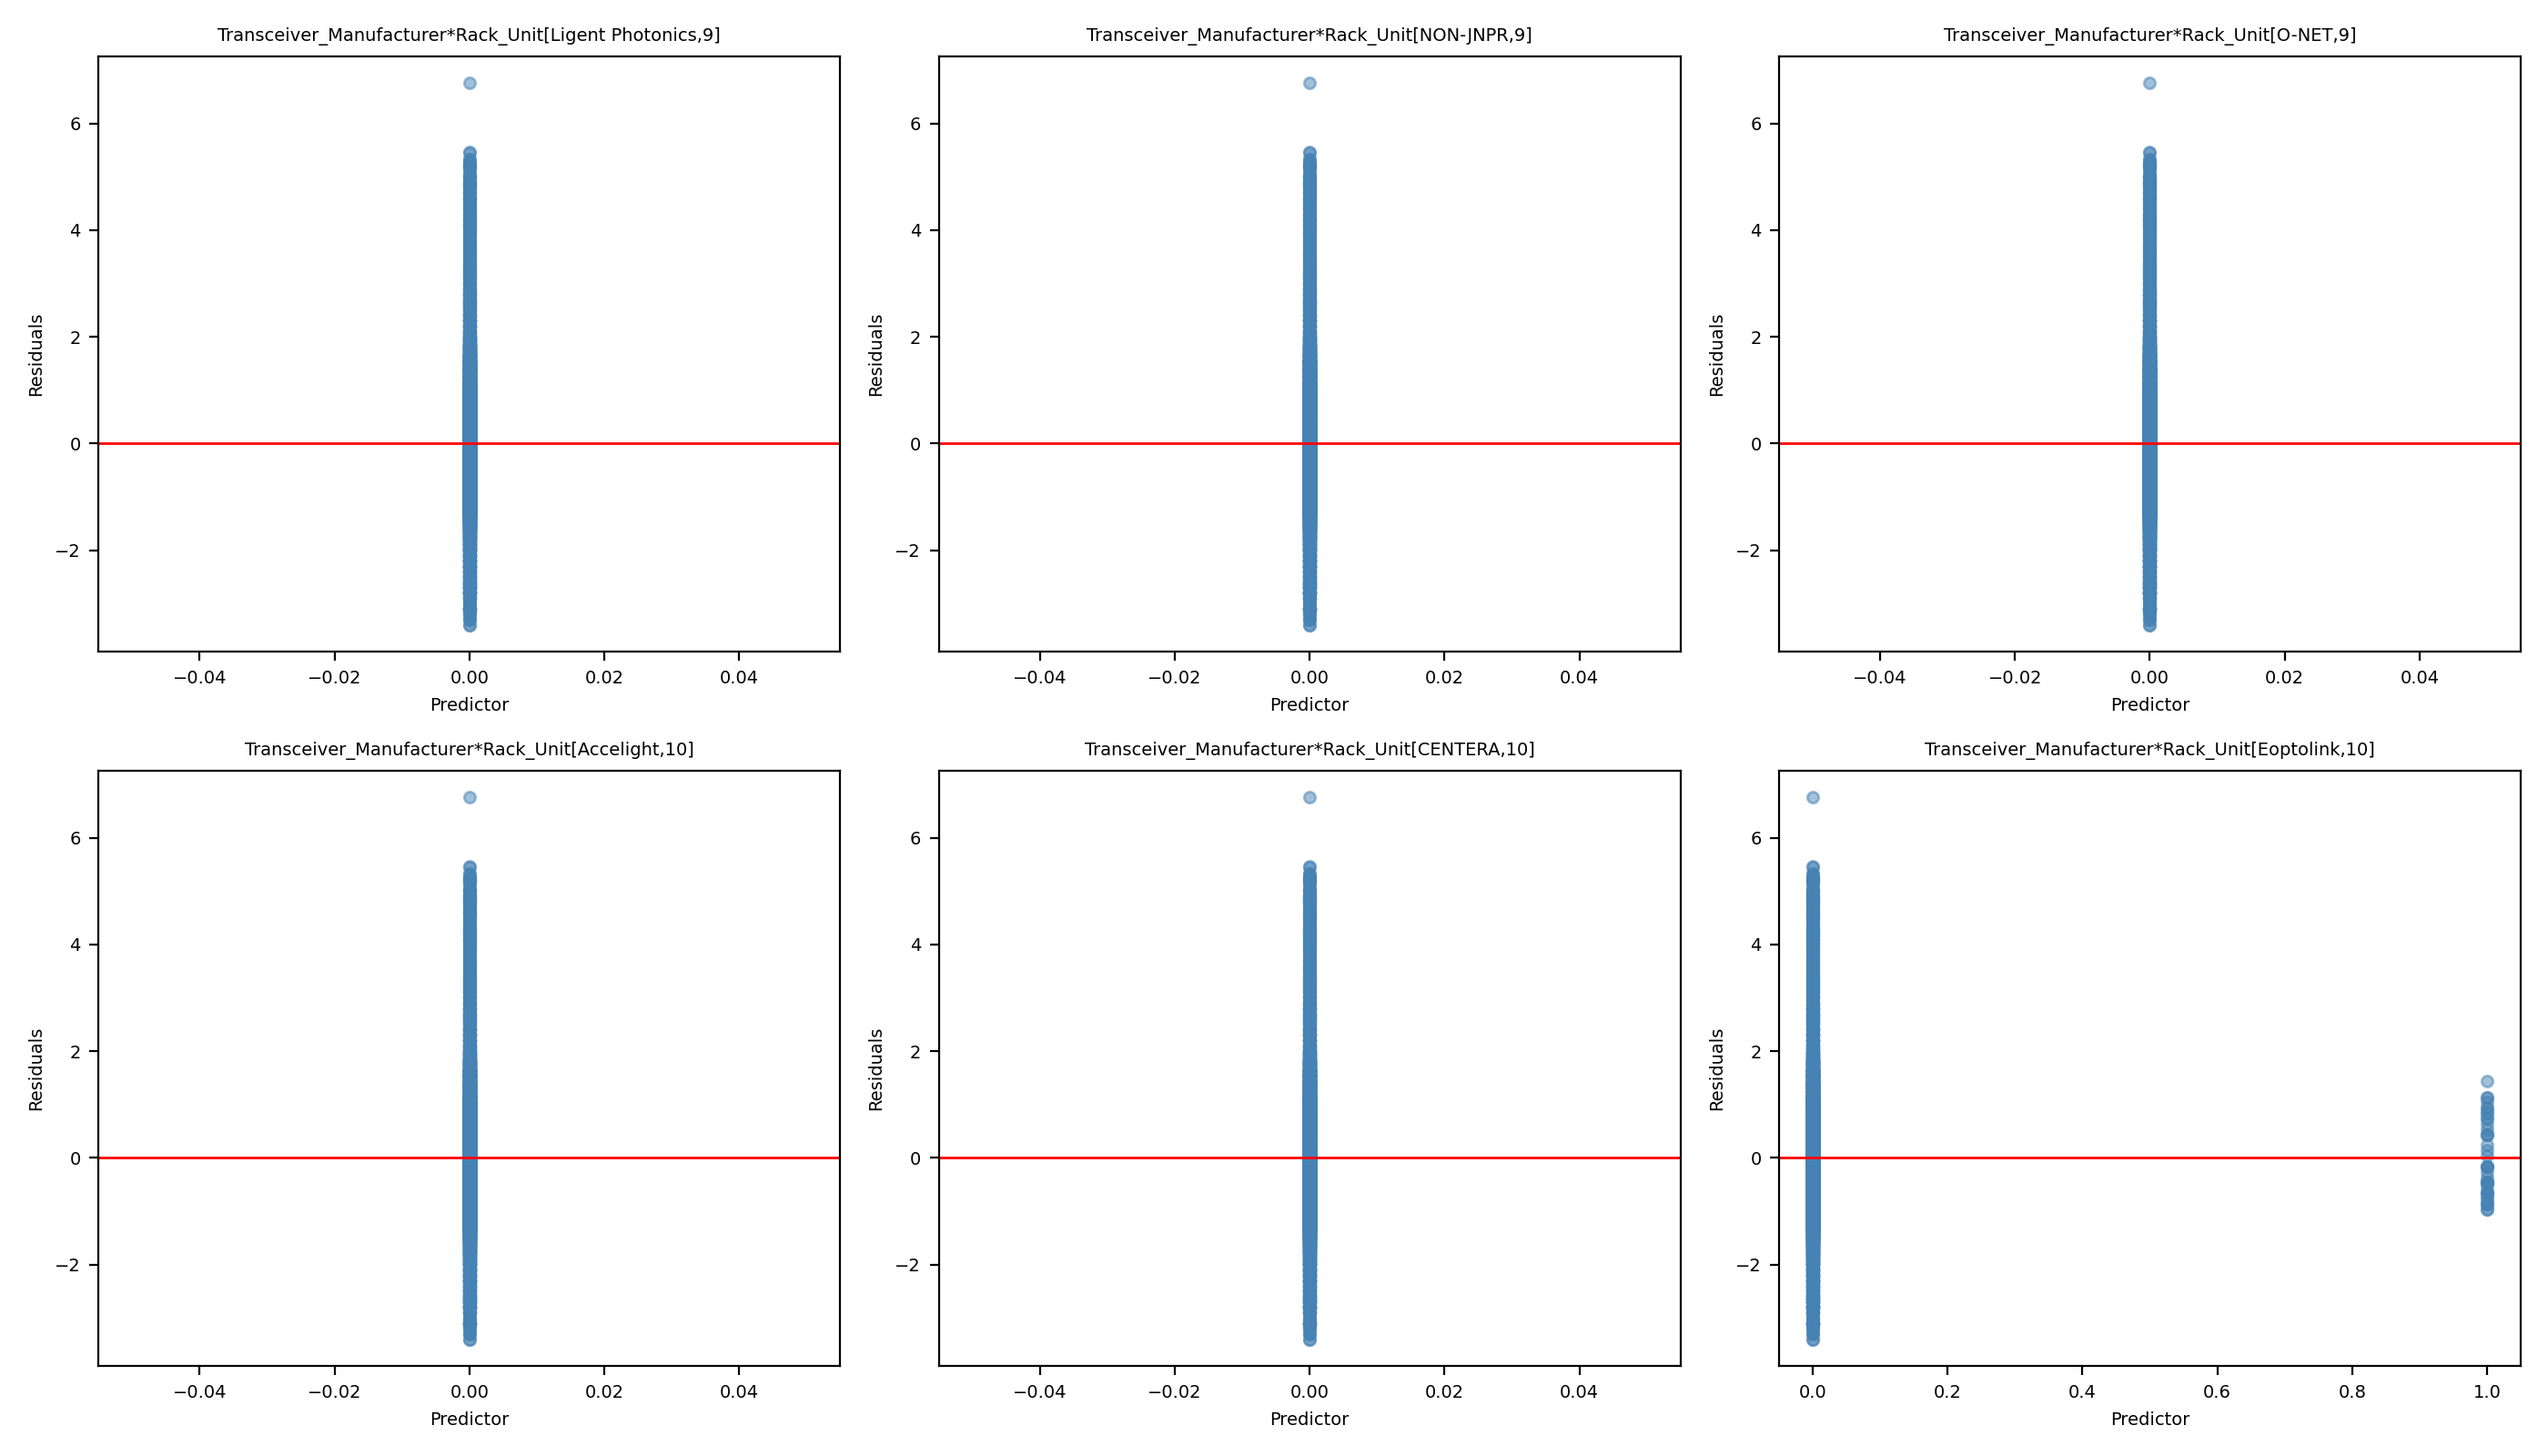 Transceiver_Manufacturer*Rack_Unit[Ligent Photonics,9]
6
4
2
0
−2
Residuals
−0.04 −0.02 0.00 0.02 0.04
Predictor
Transceiver_Manufacturer*Rack_Unit[NON-JNPR,9]
6
4
2
0
−2
Residuals
−0.04 −0.02 0.00 0.02 0.04
Predictor
Transceiver_Manufacturer*Rack_Unit[O-NET,9]
6
4
2
0
−2
Residuals
−0.04 −0.02 0.00 0.02 0.04
Predictor
Transceiver_Manufacturer*Rack_Unit[Accelight,10]
6
4
2
0
−2
Residuals
−0.04 −0.02 0.00 0.02 0.04
Predictor
Transceiver_Manufacturer*Rack_Unit[CENTERA,10]
6
4
2
0
−2
Residuals
−0.04 −0.02 0.00 0.02 0.04
Predictor
Transceiver_Manufacturer*Rack_Unit[Eoptolink,10]
6
4
2
0
−2
Residuals
0.0 0.2 0.4 0.6 0.8 1.0
Predictor